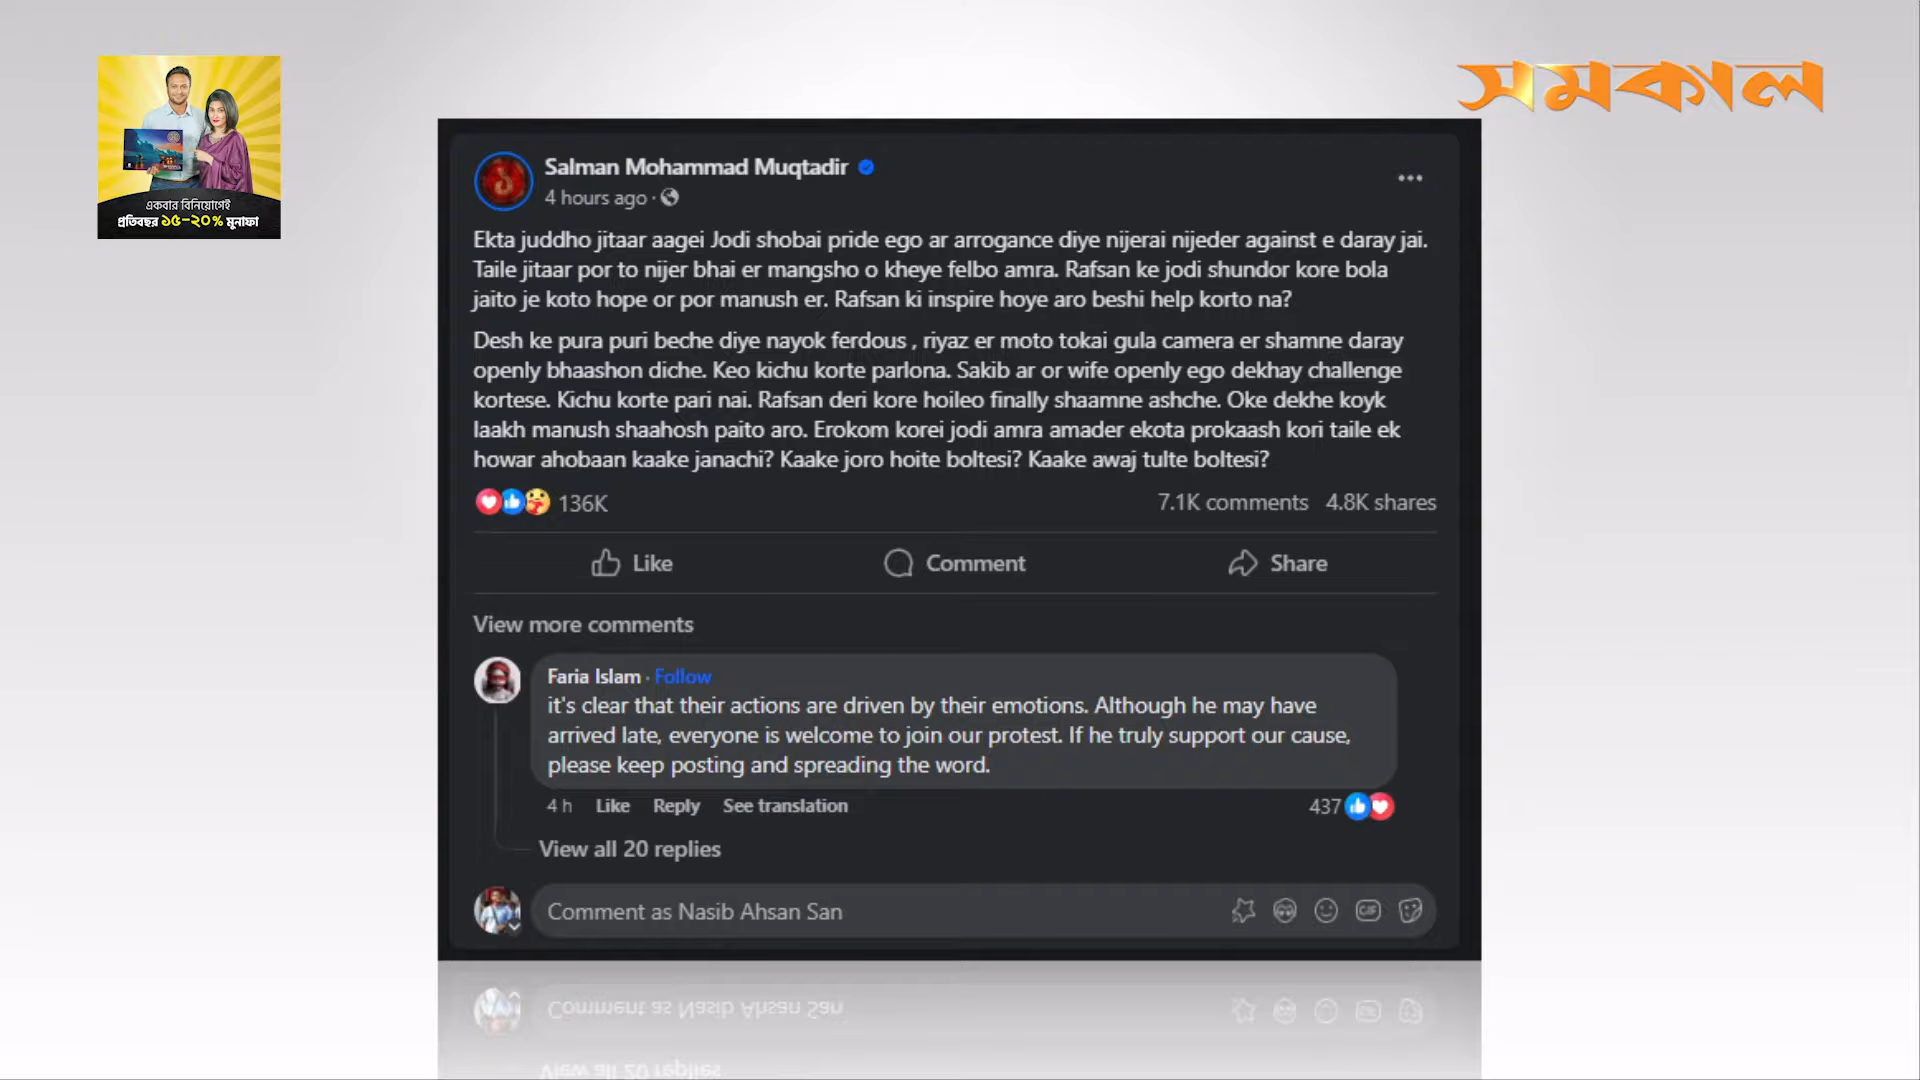 সমকাল
একবার বিনিয়োগেই
প্রতিবছর ১৫-২০% মুনাফা
Salman Mohammad Muqtadir
4 hours ago ·
Ekta juddho jitaar aagei Jodi shobai pride ego ar arrogance diye nijerai nijeder against e daray jai.
Taile jitaar por to nijer bhai er mangsho o kheye felbo amra. Rafsan ke jodi shundor kore bola
jaito je koto hope or por manush er. Rafsan ki inspire hoye aro beshi help korto na?
Desh ke pura puri beche diye nayok ferdous , riyaz er moto tokai gula camera er shamne daray
openly bhaashon diche. Keo kichu korte parlona. Sakib ar or wife openly ego dekhay challenge
kortese. Kichu korte pari nai. Rafsan deri kore hoileo finally shaamne ashche. Oke dekhe koyk
laakh manush shaahosh paito aro. Erokom korei jodi amra amader ekota prokaash kori taile ek
howar ahobaan kaake janachi? Kaake joro hoite boltesi? Kaake awaj tulte boltesi?
136K
7.1K comments 4.8K shares
Like
Comment
Share
View more comments
Faria Islam · Follow
it's clear that their actions are driven by their emotions. Although he may have
arrived late, everyone is welcome to join our protest. If he truly support our cause,
please keep posting and spreading the word.
4 h Like Reply See translation
437
View all 20 replies
Comment as Nasib Ahsan San
GIF